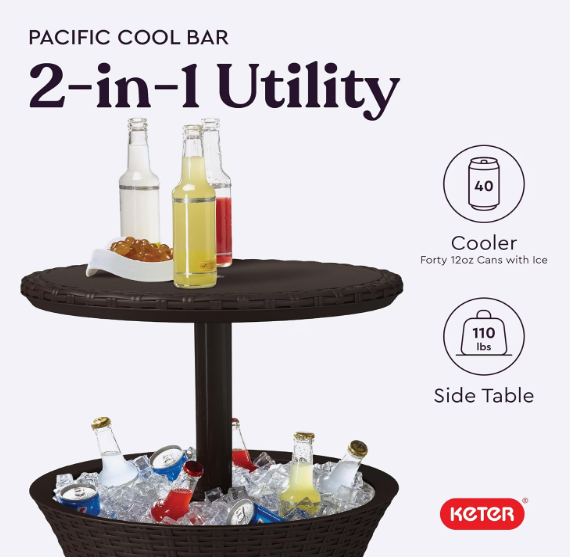 PACIFIC COOL BAR
2-in-1 Utility
40
Cooler
Forty 12oz Cans with Ice
110
lbs
Side Table
KETER®